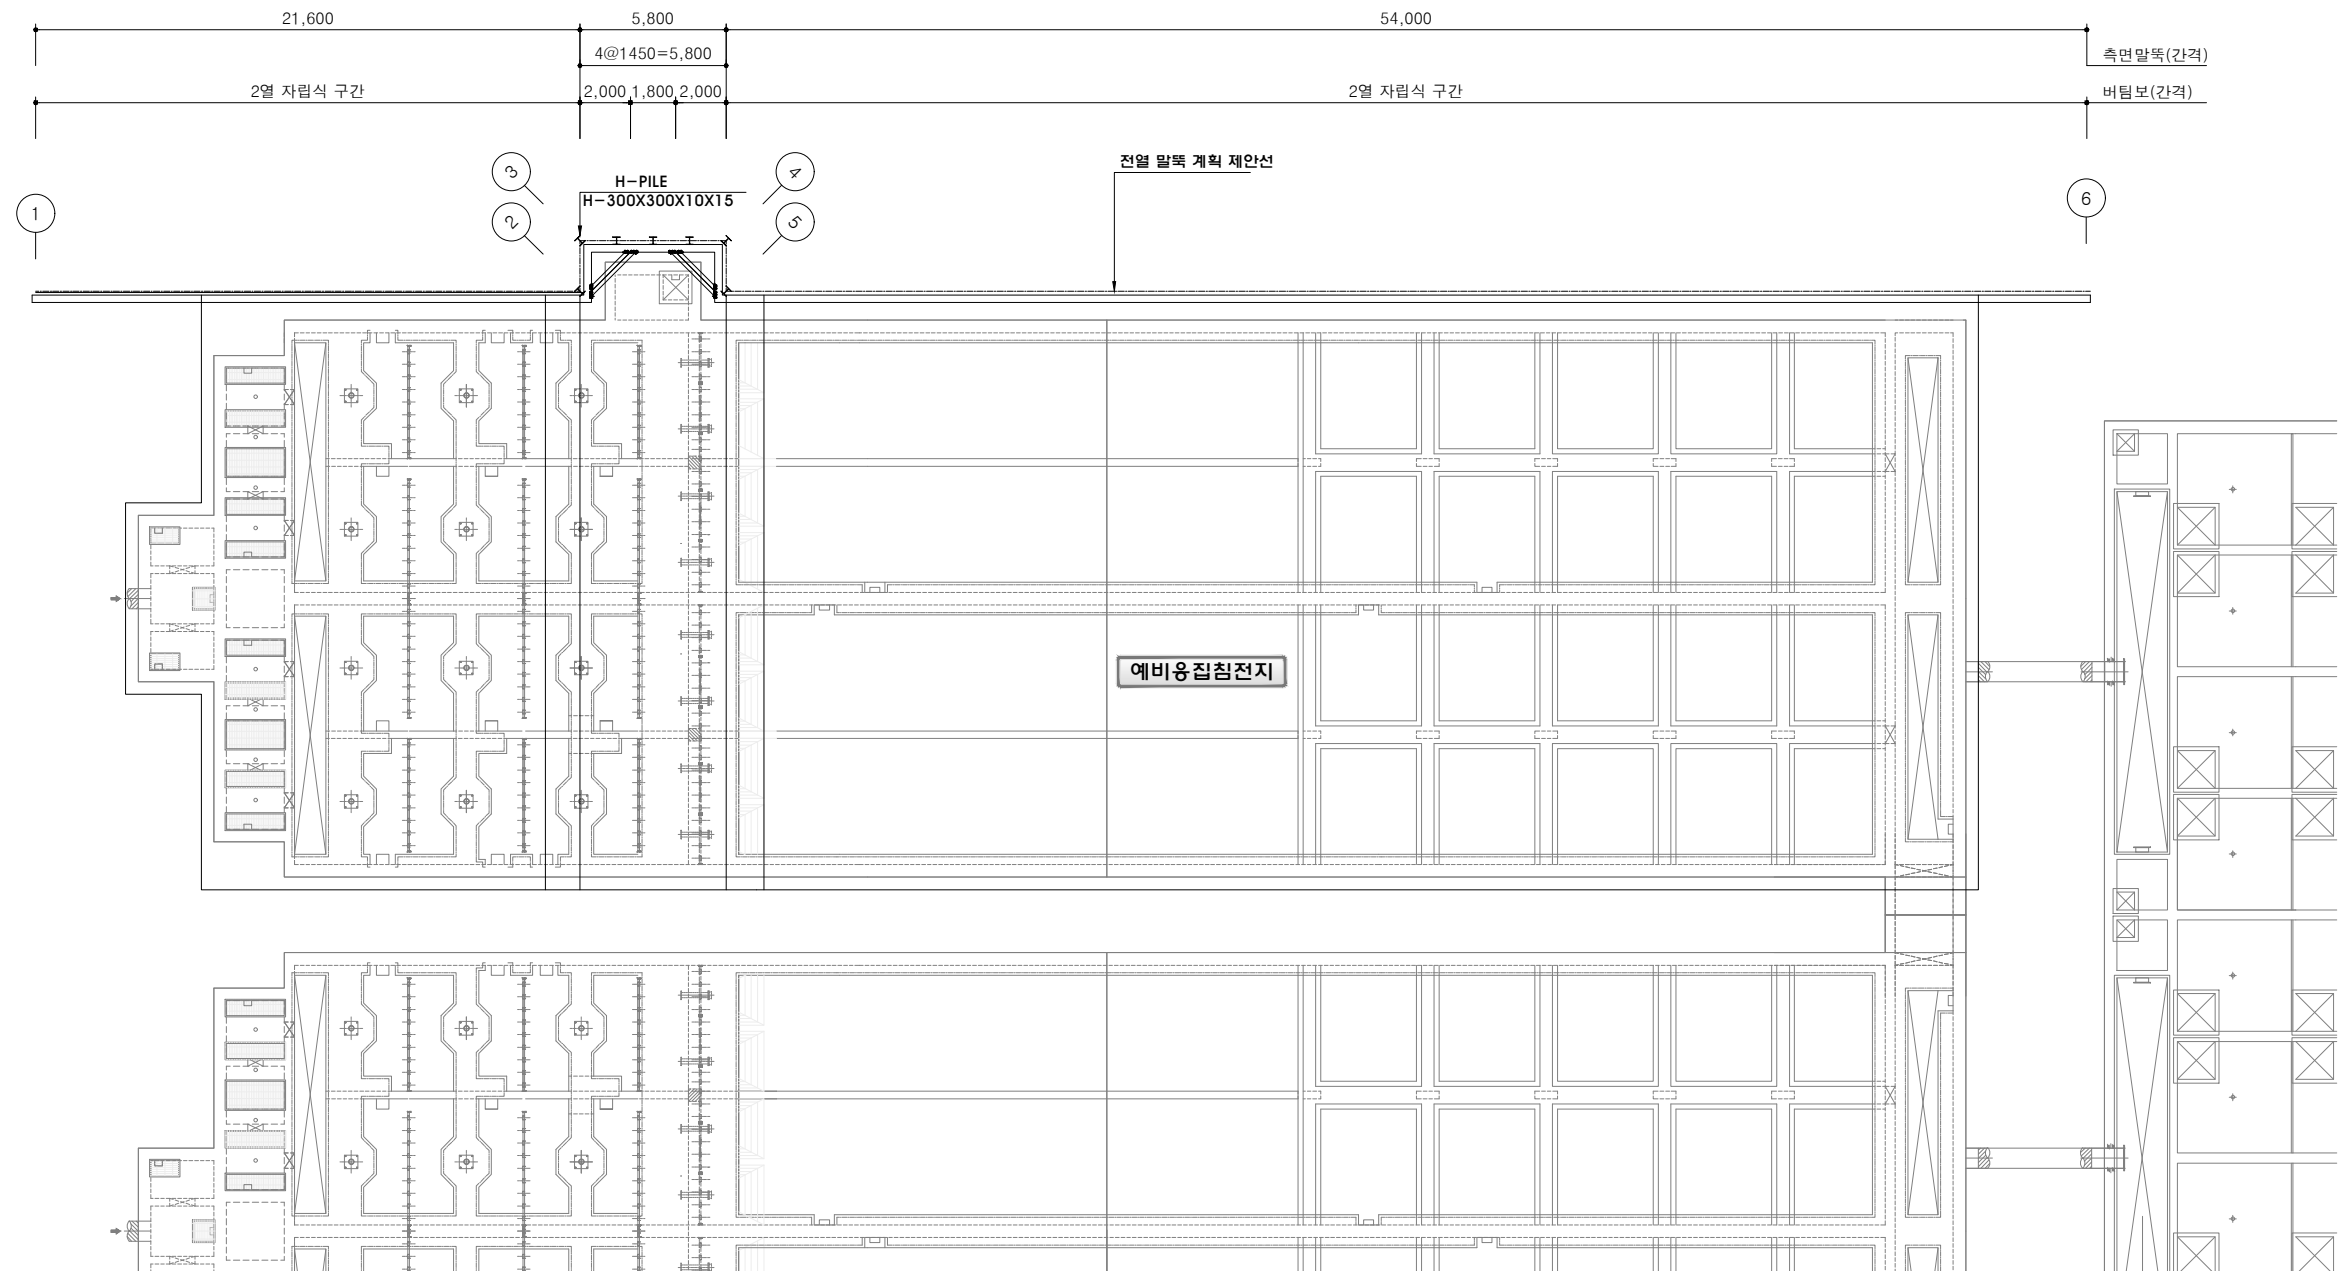 21,600
5,800
54,000
4@1450=5,800
측면말뚝(간격)
2열 자립식 구간
2,000
1,800
2,000
2열 자립식 구간
버팀보(간격)
전열 말뚝 계획 제안선
3
4
H-PILE
H-300X300X10X15
1
2
5
6
예비응집침전지